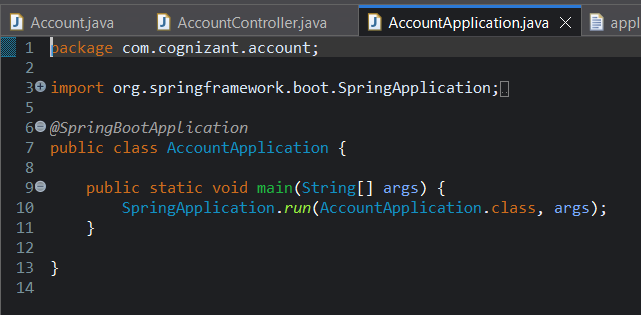 Account.java AccountController.java AccountApplication.java appl
1 package com.cognizant.account;
2
3 import org.springframework.boot.SpringApplication;
5
6 @SpringBootApplication
7 public class AccountApplication {
8
9 public static void main(String[] args) {
10 SpringApplication.run(AccountApplication.class, args);
11 }
12
13 }
14